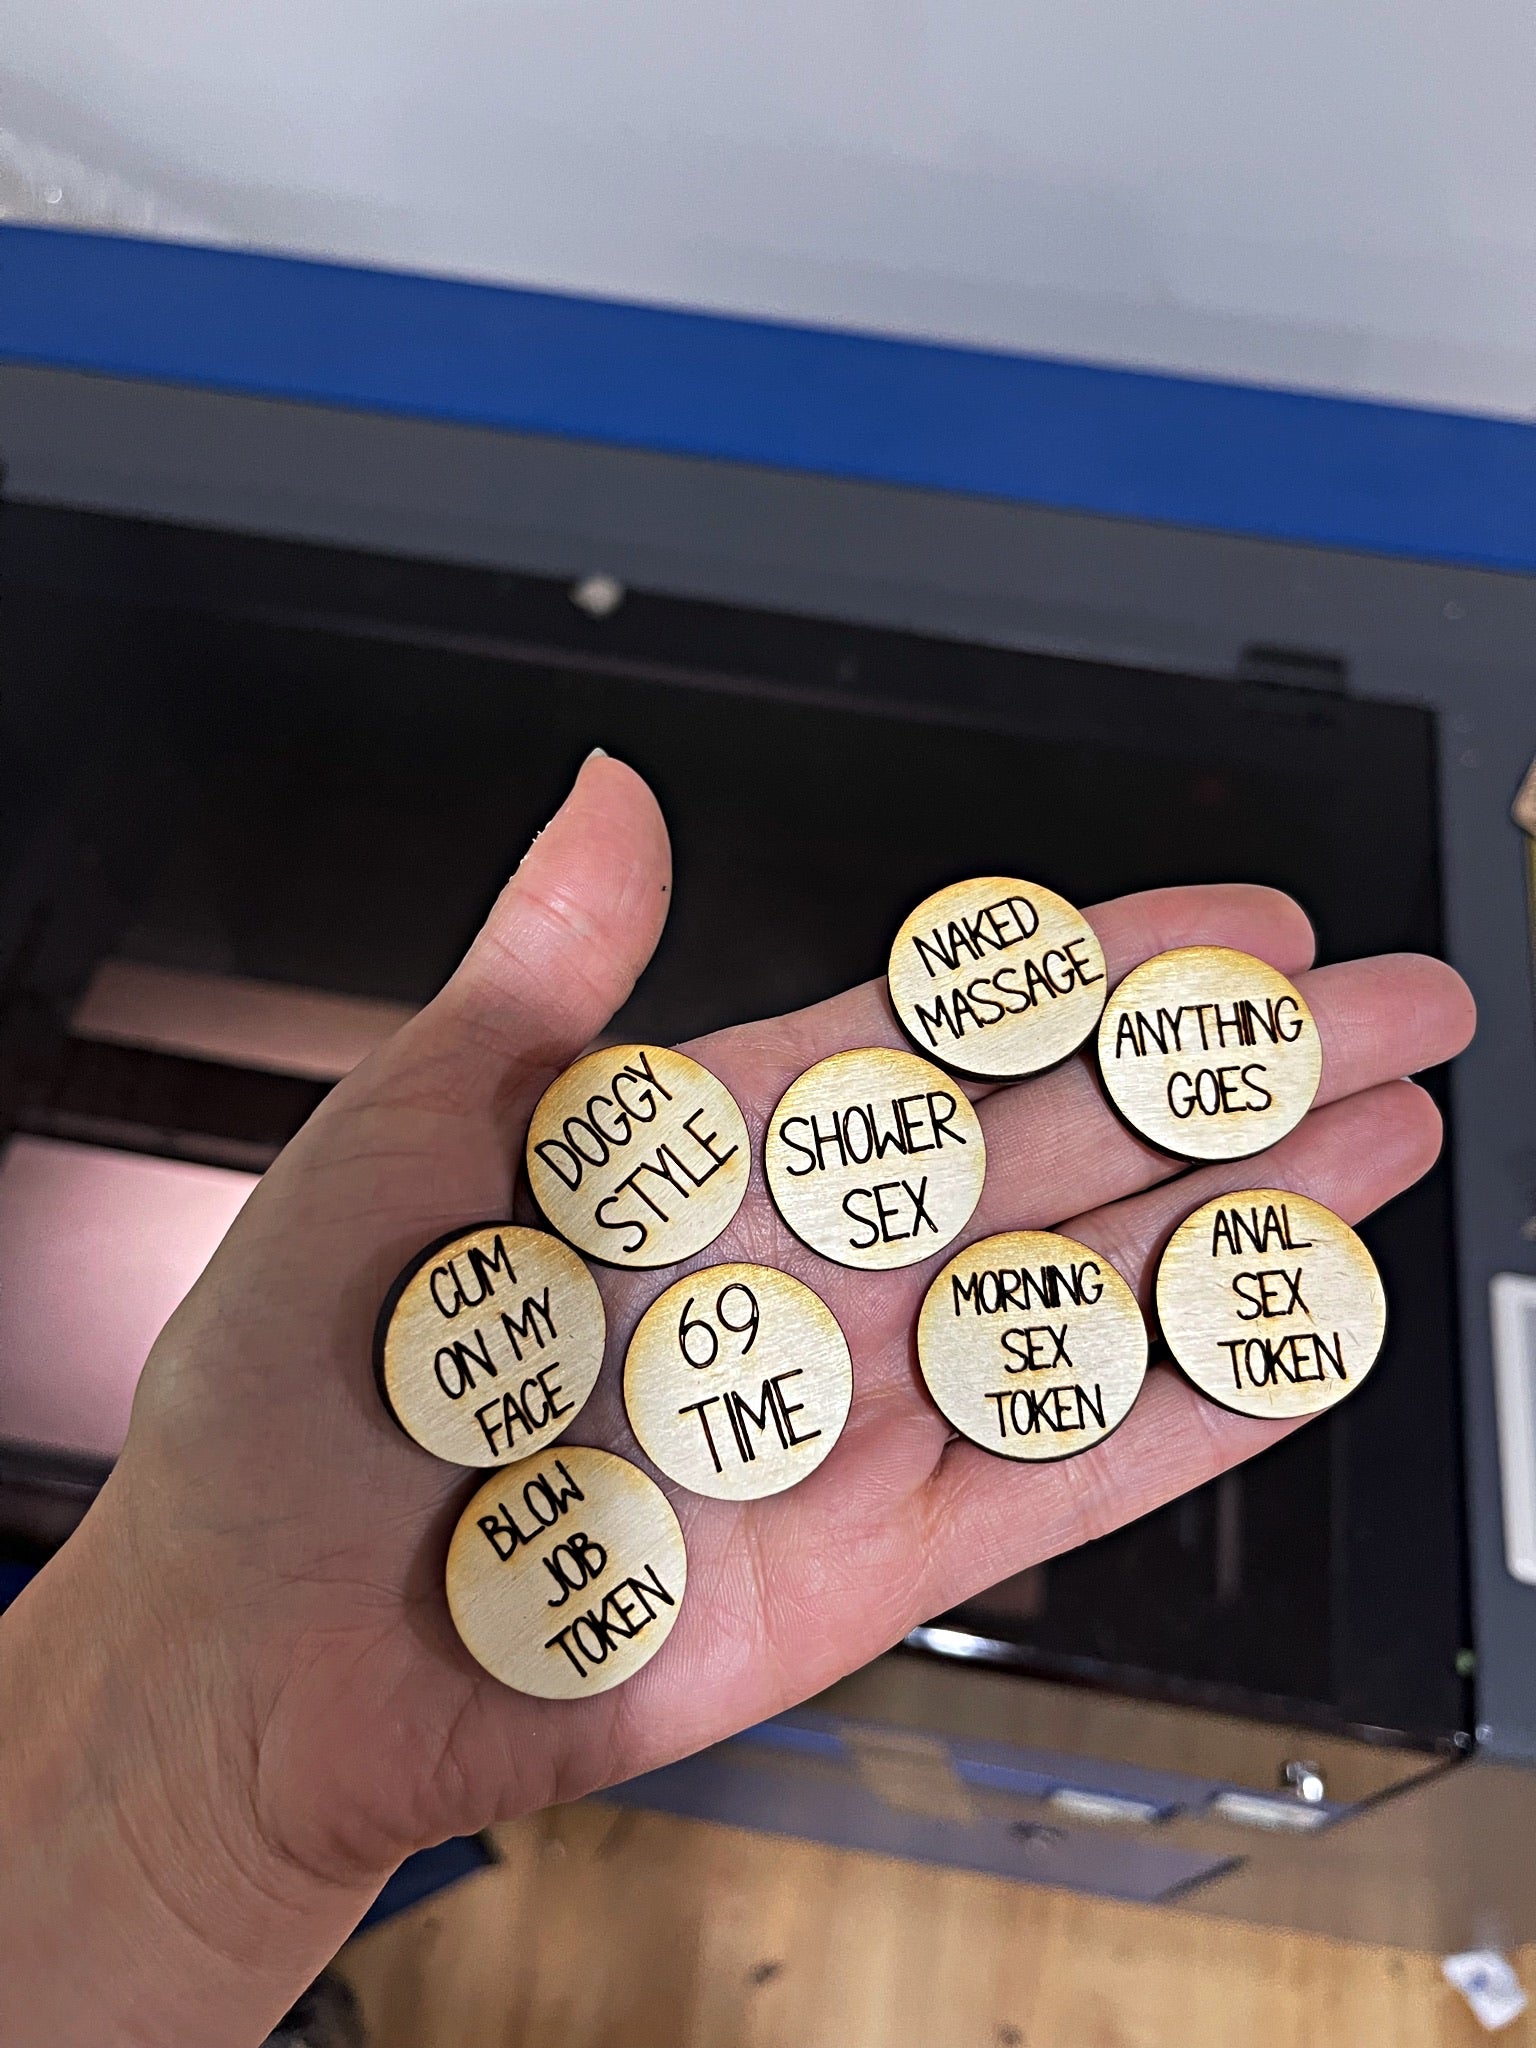 NAKED
MASSAGE
ANYTHING
GOES
DOGGY
STYLE
SHOWER
SEX
CUM
ON MY
FACE
69
TIME
MORNING
SEX
TOKEN
ANAL
SEX
TOKEN
BLOW
JOB
TOKEN